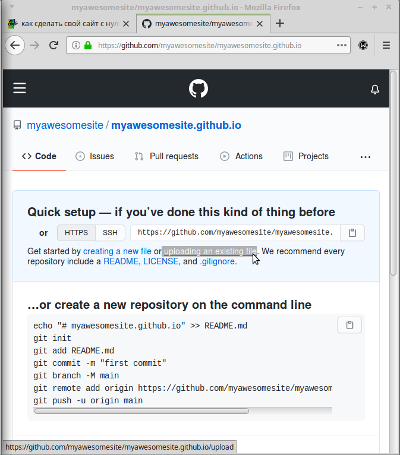 myawesomesite/myawesomesite.github.io - Mozilla Firefox
как сделать свой сайт с нул
myawesomesite/myawesome
https://github.com/myawesomesite/myawesomesite.github.io
myawesomesite / myawesomesite.github.io
Code Issues Pull requests Actions Projects
Quick setup — if you've done this kind of thing before
or HTTPS SSH https://github.com/myawesomesite/myawesomesite.
Get started by creating a new file or uploading an existing file. We recommend every
repository include a README, LICENSE, and .gitignore.
…or create a new repository on the command line
echo "# myawesomesite.github.io" >> README.md
git init
git add README.md
git commit -m "first commit"
git branch -M main
git remote add origin https://github.com/myawesomesite/myawesom
git push -u origin main
https://github.com/myawesomesite/myawesomesite.github.io/upload